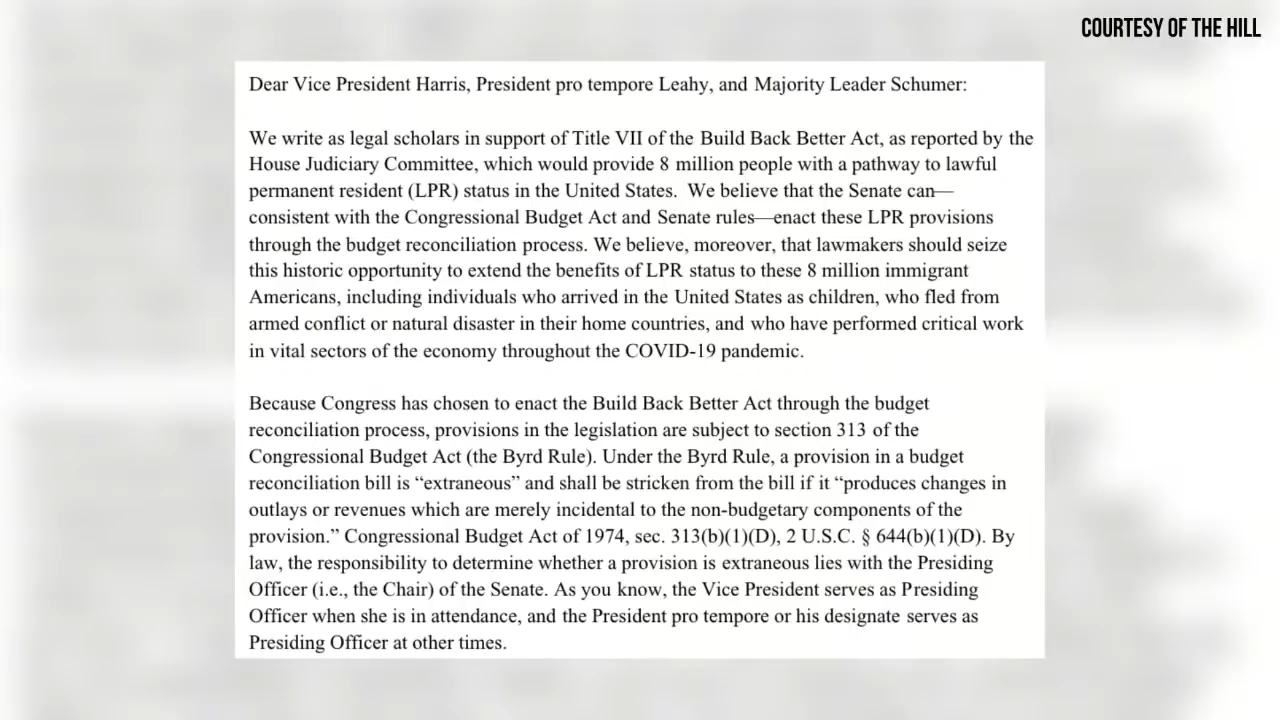 COURTESY OF THE HILL
Dear Vice President Harris, President pro tempore Leahy, and Majority Leader Schumer:
We write as legal scholars in support of Title VII of the Build Back Better Act, as reported by the
House Judiciary Committee, which would provide 8 million people with a pathway to lawful
permanent resident (LPR) status in the United States.  We believe that the Senate can—
consistent with the Congressional Budget Act and Senate rules—enact these LPR provisions
through the budget reconciliation process. We believe, moreover, that lawmakers should seize
this historic opportunity to extend the benefits of LPR status to these 8 million immigrant
Americans, including individuals who arrived in the United States as children, who fled from
armed conflict or natural disaster in their home countries, and who have performed critical work
in vital sectors of the economy throughout the COVID-19 pandemic.
Because Congress has chosen to enact the Build Back Better Act through the budget
reconciliation process, provisions in the legislation are subject to section 313 of the
Congressional Budget Act (the Byrd Rule). Under the Byrd Rule, a provision in a budget
reconciliation bill is “extraneous” and shall be stricken from the bill if it “produces changes in
outlays or revenues which are merely incidental to the non-budgetary components of the
provision.” Congressional Budget Act of 1974, sec. 313(b)(1)(D), 2 U.S.C. § 644(b)(1)(D). By
law, the responsibility to determine whether a provision is extraneous lies with the Presiding
Officer (i.e., the Chair) of the Senate. As you know, the Vice President serves as Presiding
Officer when she is in attendance, and the President pro tempore or his designate serves as
Presiding Officer at other times.